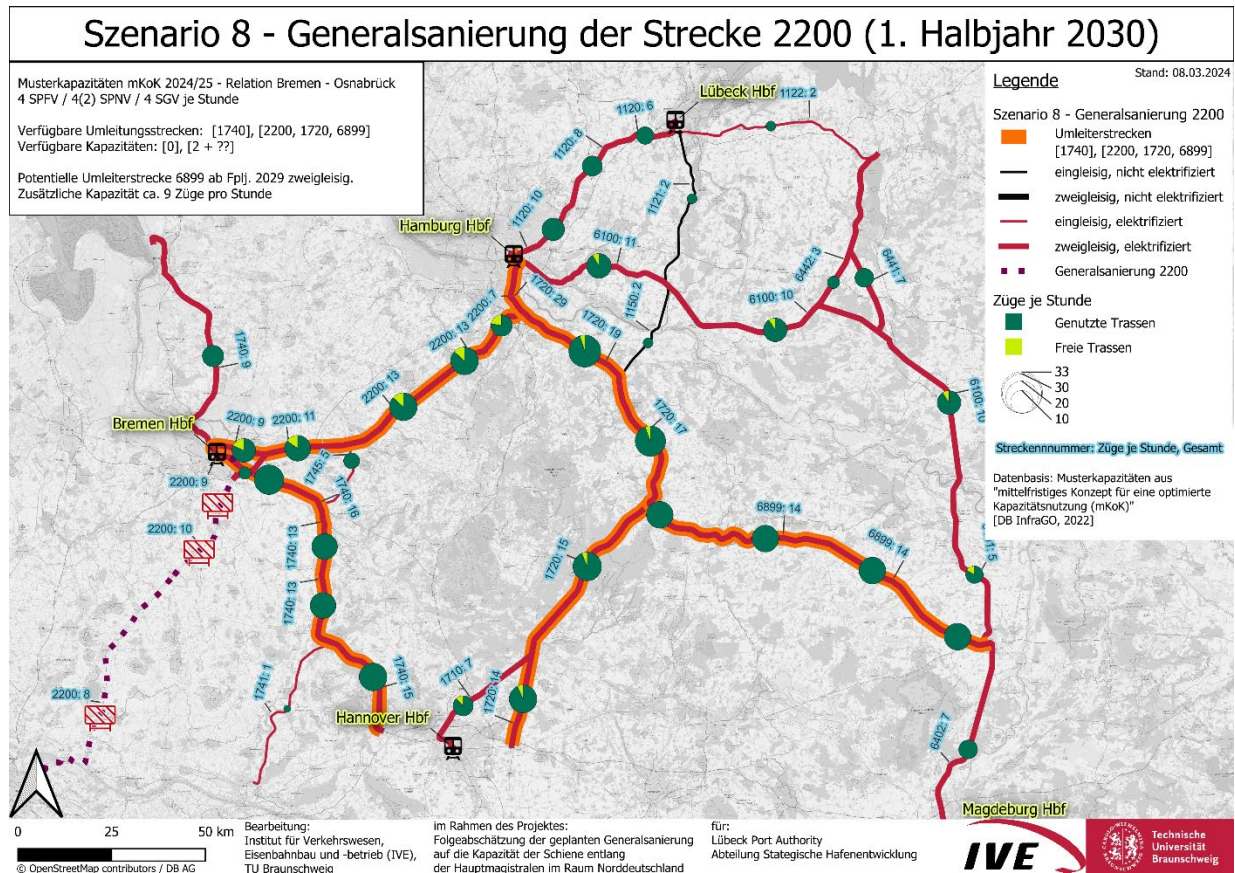 Szenario 8 - Generalsanierung der Strecke 2200 (1. Halbjahr 2030)
Musterkapazitäten mKoK 2024/25 - Relation Bremen - Osnabrück
4 SPFV / 4(2) SPNV / 4 SGV je Stunde
Verfügbare Umleitungsstrecken: [1740], [2200, 1720, 6899]
Verfügbare Kapazitäten: [0], [2 + ??]
Potentielle Umleiterstrecke 6899 ab Fplj. 2029 zweigleisig.
Zusätzliche Kapazität ca. 9 Züge pro Stunde
Legende
Stand: 08.03.2024
Szenario 8 - Generalsanierung 2200
Umleiterstrecken
[1740], [2200, 1720, 6899]
eingleisig, nicht elektrifiziert
zweigleisig, nicht elektrifiziert
eingleisig, elektrifiziert
zweigleisig, elektrifiziert
Generalsanierung 2200
Züge je Stunde
Genutzte Trassen
Freie Trassen
33
30
20
10
Streckennnummer: Züge je Stunde, Gesamt
Datenbasis: Musterkapazitäten aus
"mittelfristiges Konzept für eine optimierte
Kapazitätsnutzung (mKoK)"
[DB InfraGO, 2022]
Lübeck Hbf
1122: 2
1120: 6
1120: 8
1120: 10
1121: 2
Hamburg Hbf
6100: 11
6442: 3
6441: 7
1150: 2
6100: 10
1720: 29
2200: 7
1720: 19
2200: 13
1740: 9
2200: 13
6100: 10
Bremen Hbf
2200: 9
2200: 11
1720: 17
1745: 5
2200: 9
1740: 16
2200: 10
1740: 13
6899: 14
1720: 15
6899: 14
1740: 13
1741: 1
1740: 15
1710: 7
2200: 8
Hannover Hbf
1720: 14
6402: 7
Magdeburg Hbf
0 25 50 km
© OpenStreetMap contributors / DB AG
Bearbeitung:
Institut für Verkehrswesen,
Eisenbahnbau und -betrieb (IVE),
TU Braunschweig
im Rahmen des Projektes:
Folgeabschätzung der geplanten Generalsanierung
auf die Kapazität der Schiene entlang
der Hauptmagistralen im Raum Norddeutschland
für:
Lübeck Port Authority
Abteilung Stategische Hafenentwicklung
IVE
Technische
Universität
Braunschweig